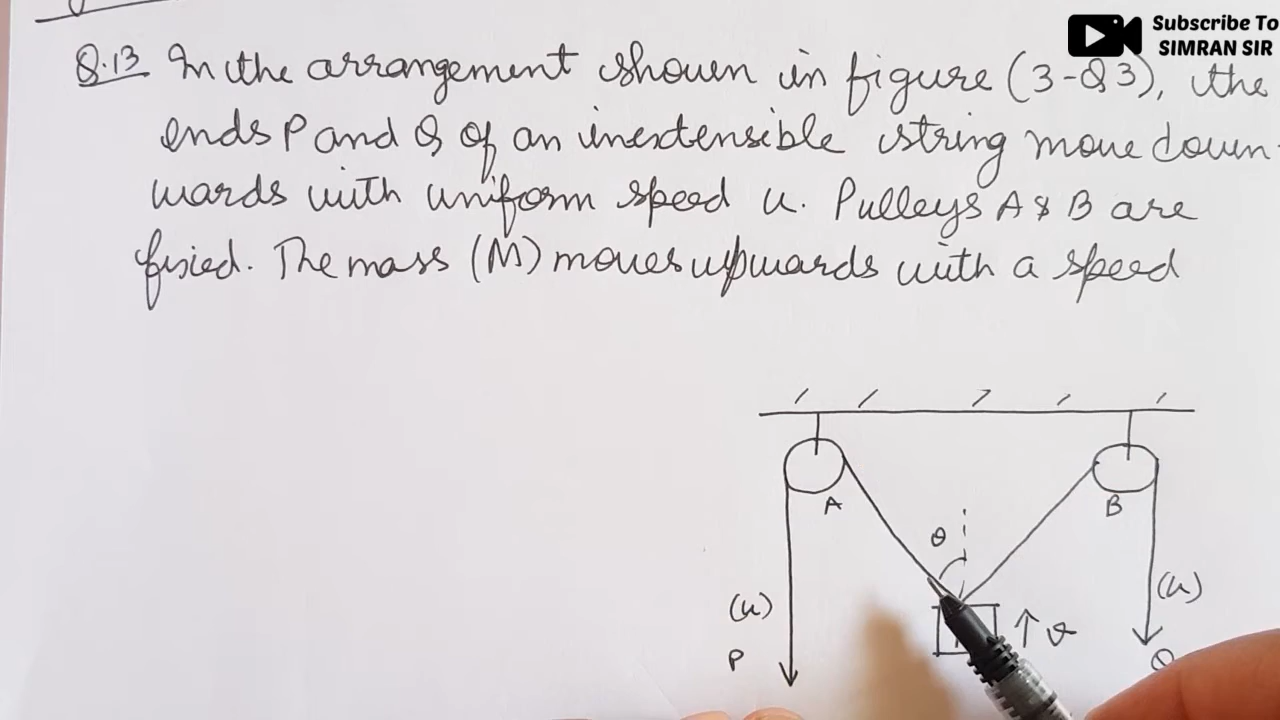 Subscribe To
SIMRAN SIR
Q.13 In the arrangement shown in figure (3-Q3), the
ends P and Q of an inextensible string move down-
wards with uniform speed u. Pulleys A & B are
fixed. The mass (M) moves upwards with a speed
A
B
θ
(u)
(u)
↑ v
P
Q